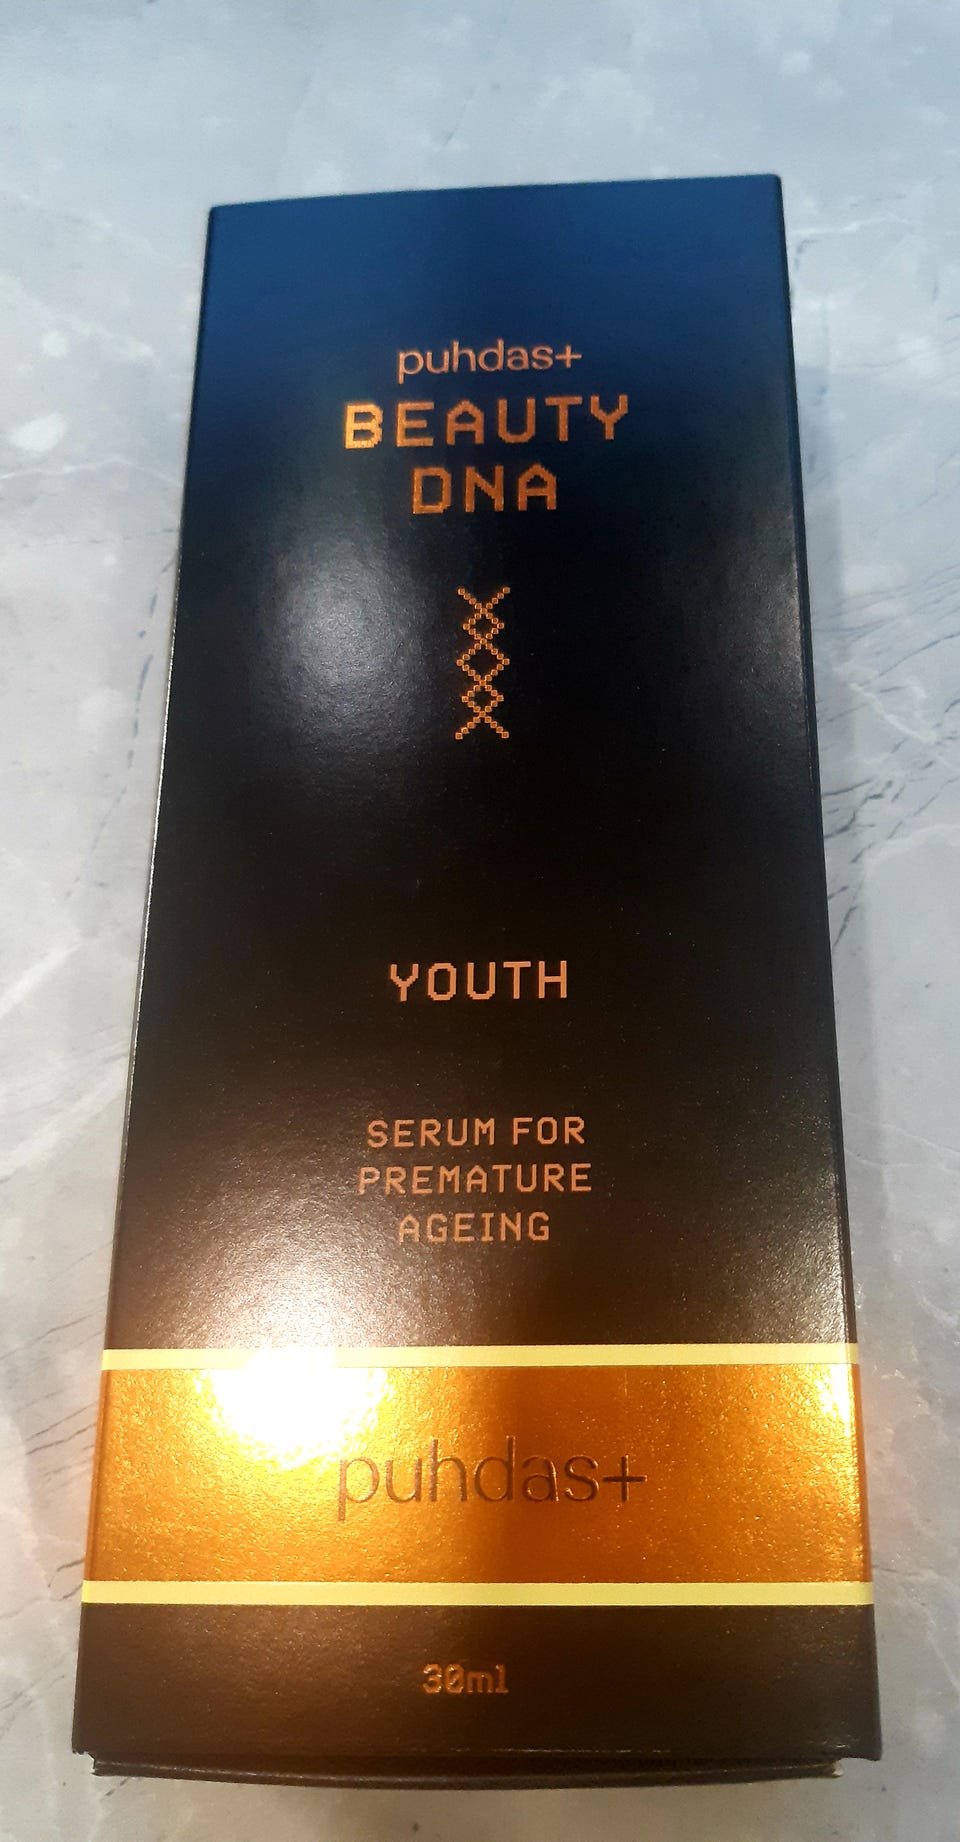 puhdas+
BEAUTY
DNA
YOUTH
SERUM FOR
PREMATURE
AGEING
puhdas+
30ml